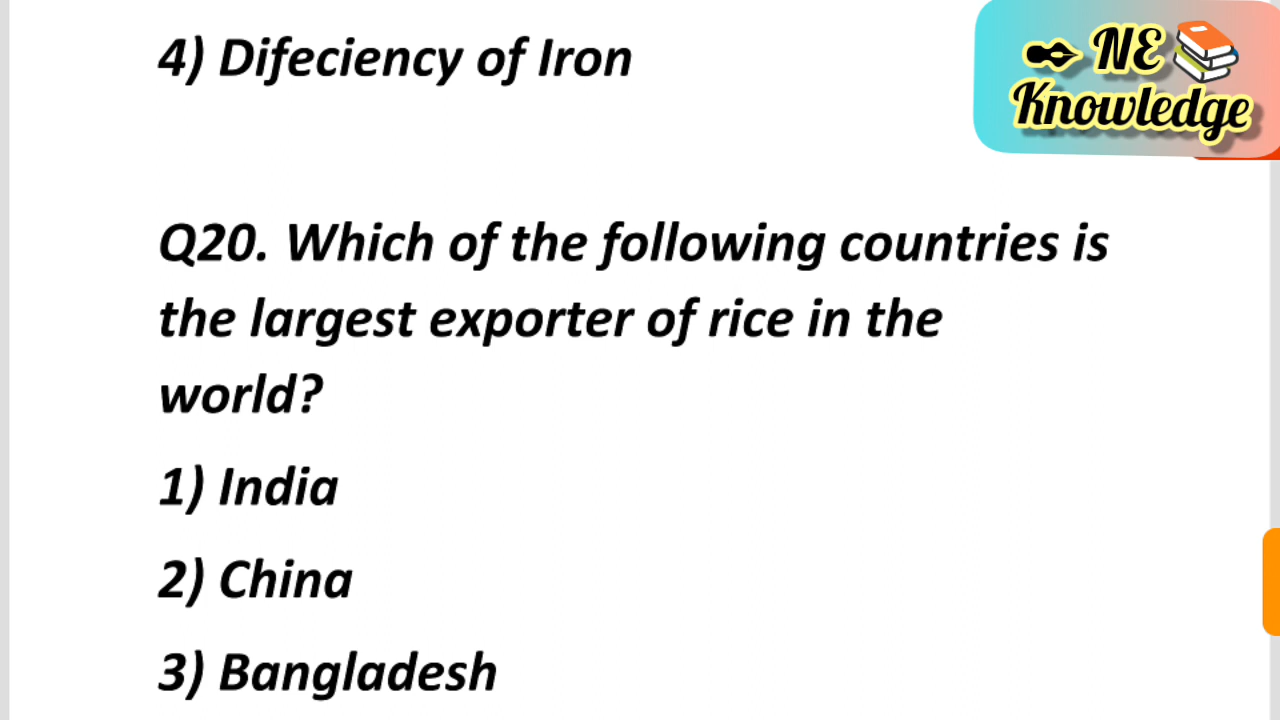 4) Difeciency of Iron
NE
Knowledge
Q20. Which of the following countries is
the largest exporter of rice in the
world?
1) India
2) China
3) Bangladesh